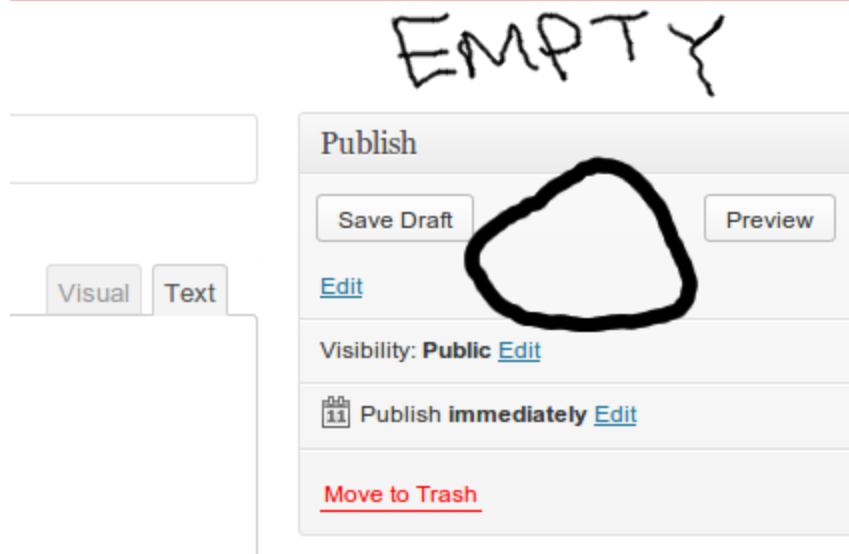 EMPTY
Publish
Save Draft Preview
Edit
Visual Text
Visibility: Public Edit
11 Publish immediately Edit
Move to Trash